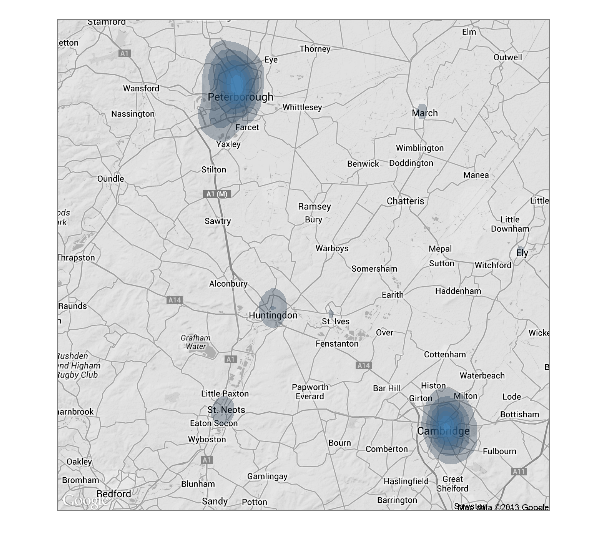 Stamford
Elm
etton
A1
Thorney
Outwell
Eye
Wansford
Peterborough
Whittlesey
Nassington
March
Farcet
Yaxley
Wimblington
Benwick
Doddington
Stilton
Manea
Oundle
A1 (M)
Chatteris
Little
Ramsey
Bury
Sawtry
Little
Downham
Warboys
Mepal
Ely
Thrapston
Sutton
Witchford
Somersham
Alconbury
Haddenham
Earith
A14
Raunds
Huntingdon
St. Ives
Over
Wicke
Grafham
Water
Fenstanton
A1
Cottenham
Rushden
and Higham
Rugby Club
A14
Waterbeach
Papworth
Everard
Bar Hill
Histon
Little Paxton
Girton
Milton
Lode
St. Neots
Bottisham
Eaton Socon
Cambridge
Wyboston
Bourn
Comberton
Fulbourn
Oakley
A1
A11
Bromham
Gamlingay
Great
Shelford
Blunham
Haslingfield
Bedford
Sandy
Potton
Barrington
Google
Map data ©2013 Google